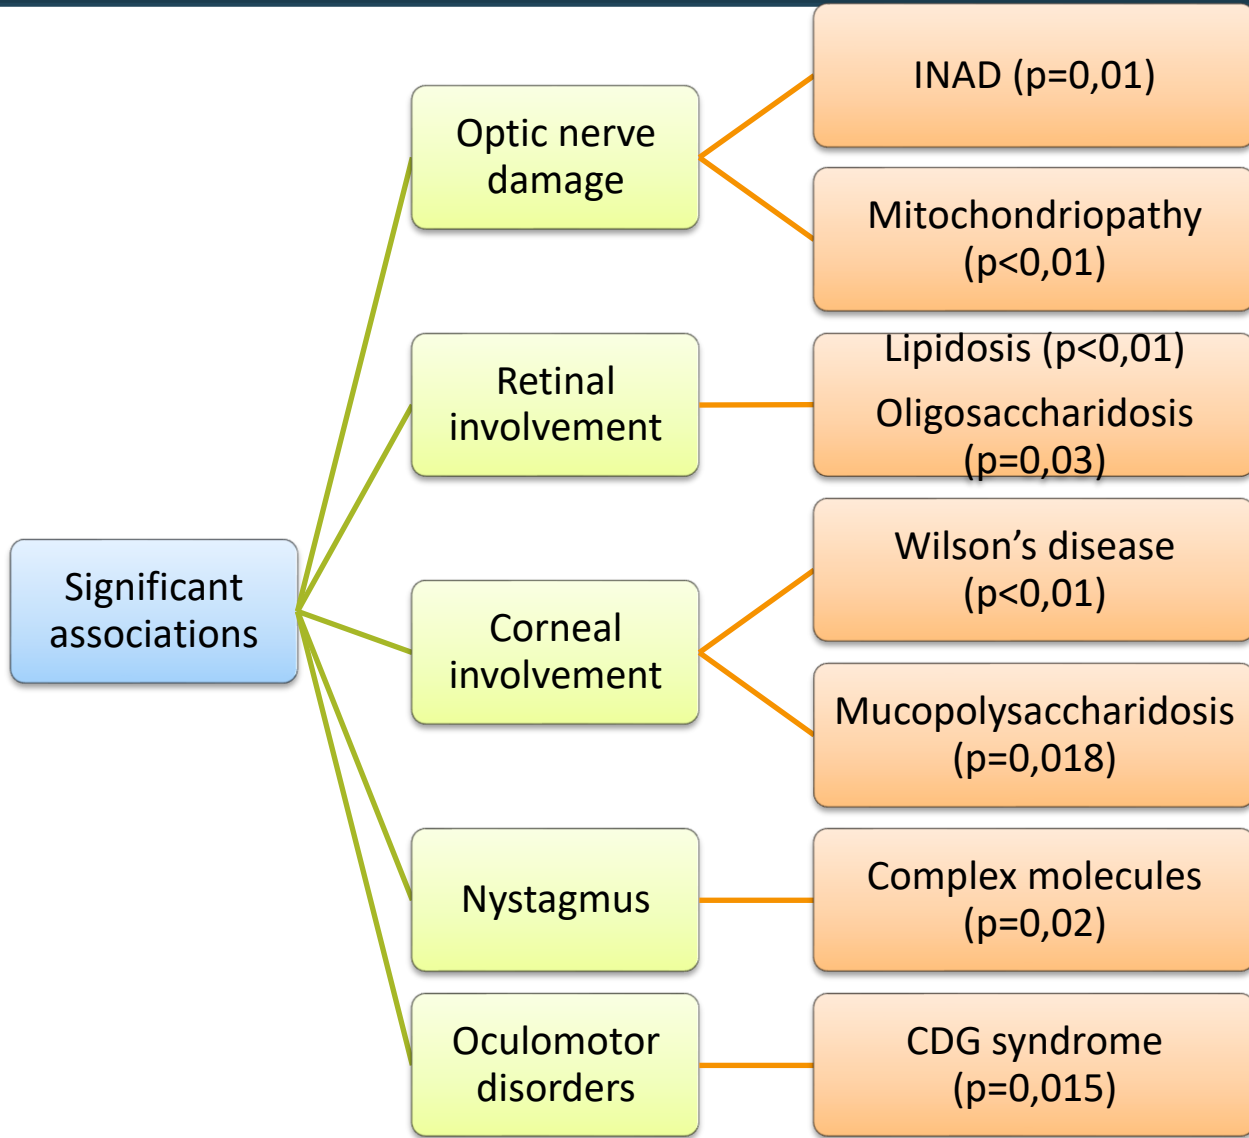 Significant
associations
Optic nerve
damage
INAD (p=0,01)
Mitochondriopathy
(p<0,01)
Retinal
involvement
Lipidosis (p<0,01)
Oligosaccharidosis
(p=0,03)
Corneal
involvement
Wilson’s disease
(p<0,01)
Mucopolysaccharidosis
(p=0,018)
Nystagmus
Complex molecules
(p=0,02)
Oculomotor
disorders
CDG syndrome
(p=0,015)